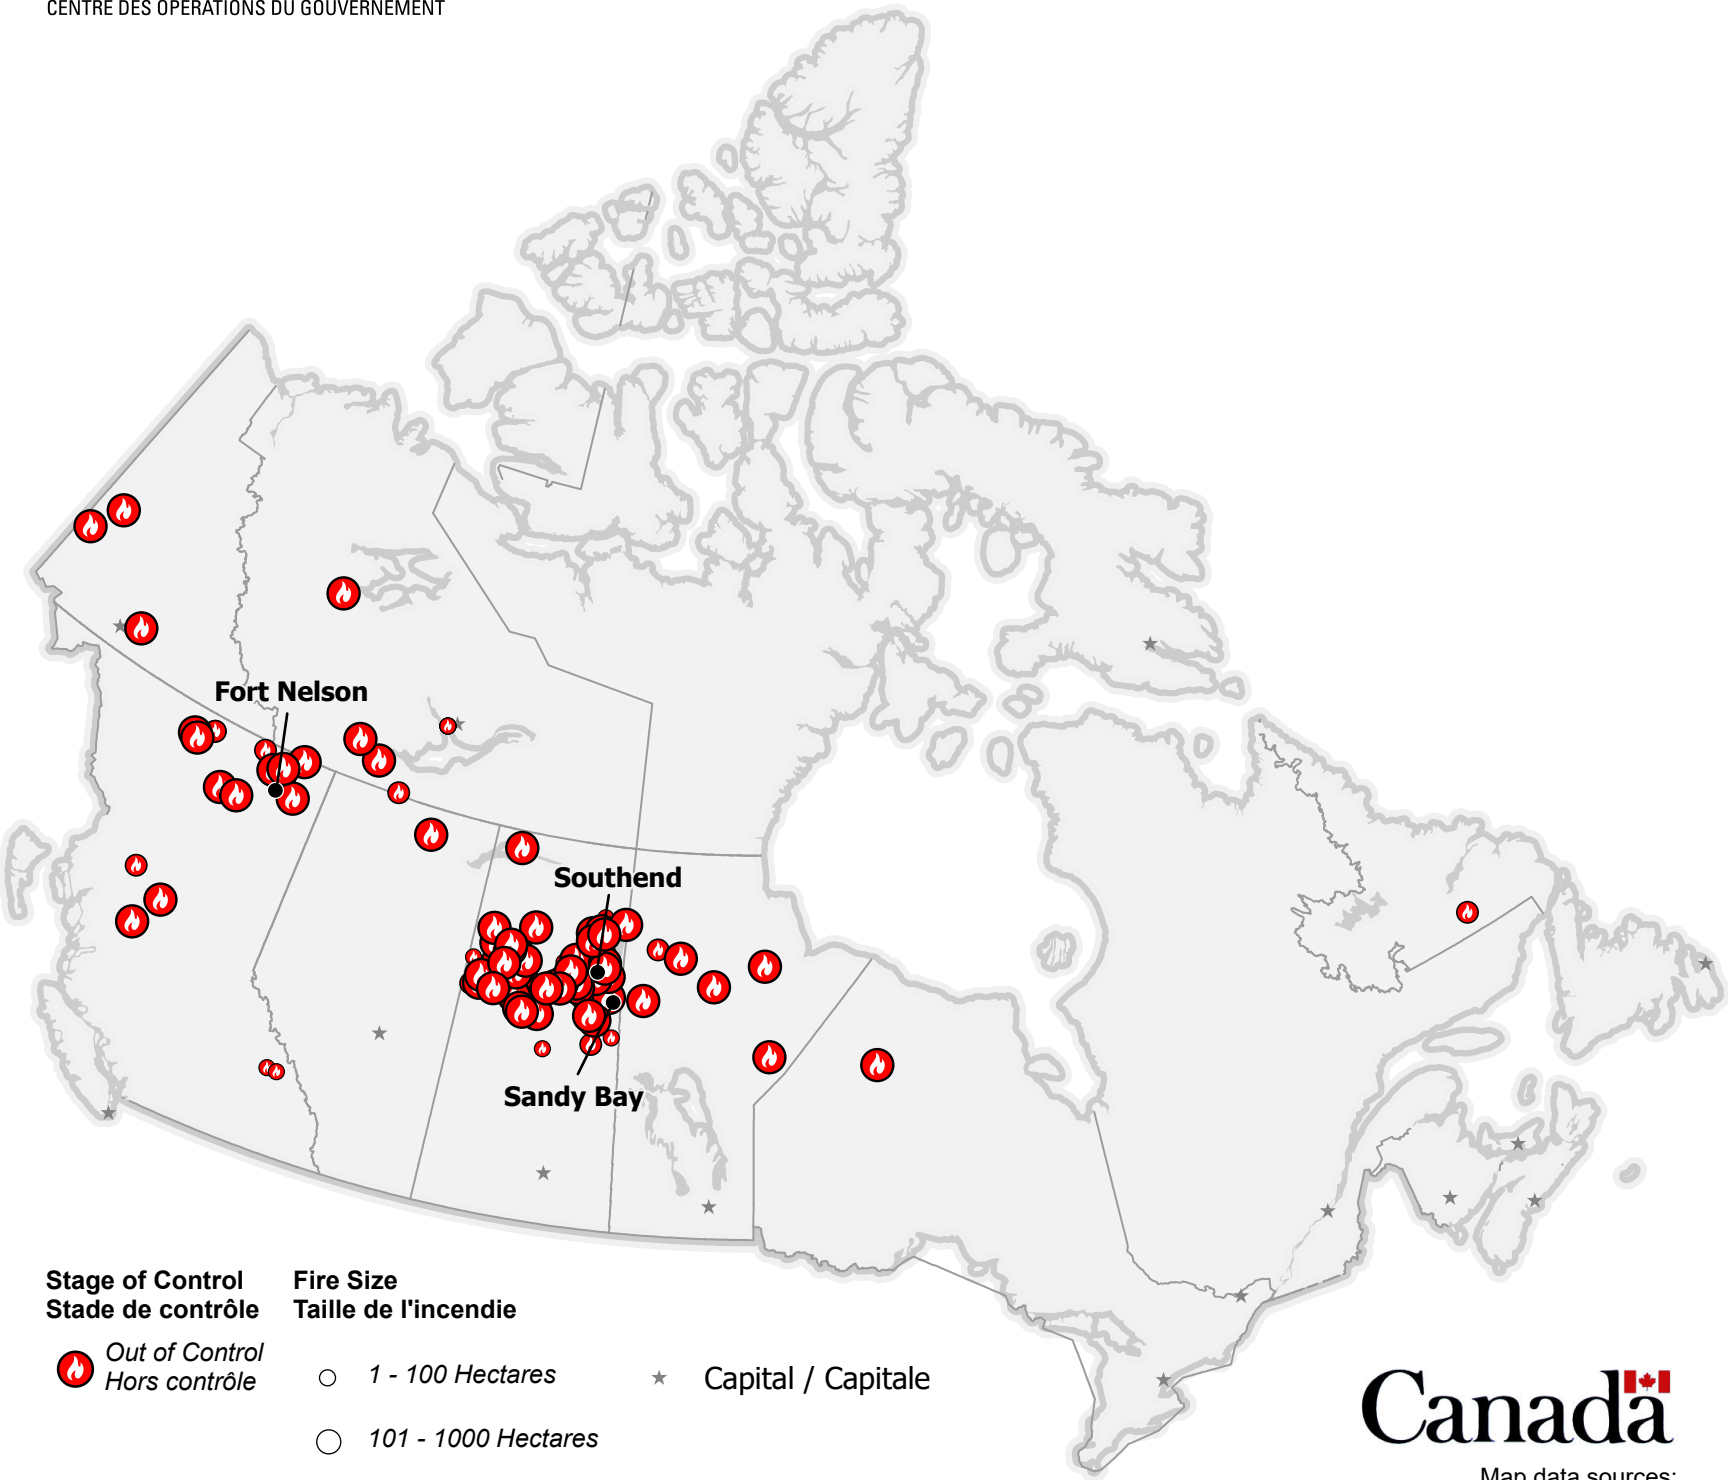 CENTRE DES OPÉRATIONS DU GOUVERNEMENT
Fort Nelson
Southend
Sandy Bay
Stage of Control
Stade de contrôle
Out of Control
Hors contrôle
Fire Size
Taille de l'incendie
1 - 100 Hectares
101 - 1000 Hectares
Capital / Capitale
Canada
Map data sources: